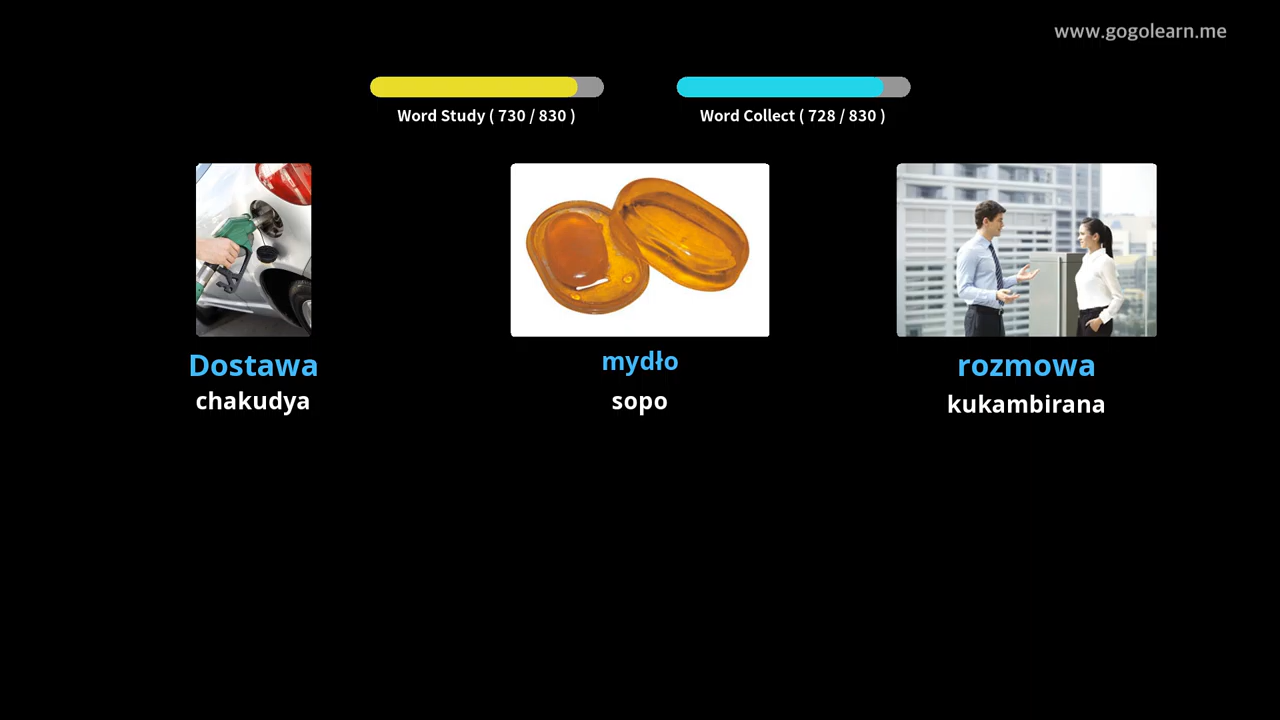 www.gogolearn.me
Word Study ( 730 / 830 )
Word Collect ( 728 / 830 )
Dostawa
chakudya
mydło
sopo
rozmowa
kukambirana